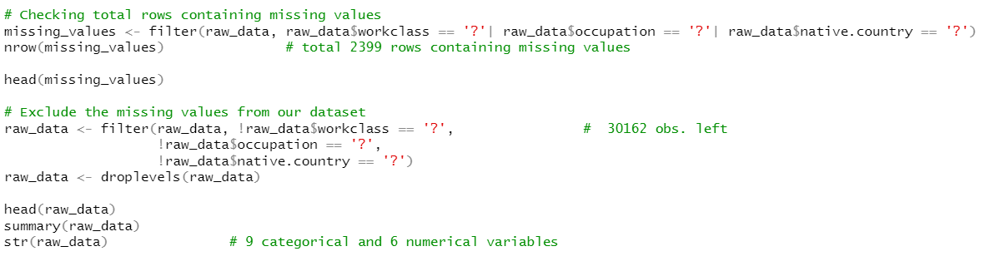 # Checking total rows containing missing values
missing_values <- filter(raw_data, raw_data$workclass == '?'| raw_data$occupation == '?'| raw_data$native.country == '?')
nrow(missing_values)               # total 2399 rows containing missing values
head(missing_values)
# Exclude the missing values from our dataset
raw_data <- filter(raw_data, !raw_data$workclass == '?',                #  30162 obs. left
                   !raw_data$occupation == '?',
                   !raw_data$native.country == '?')
raw_data <- droplevels(raw_data)
head(raw_data)
summary(raw_data)
str(raw_data)               # 9 categorical and 6 numerical variables